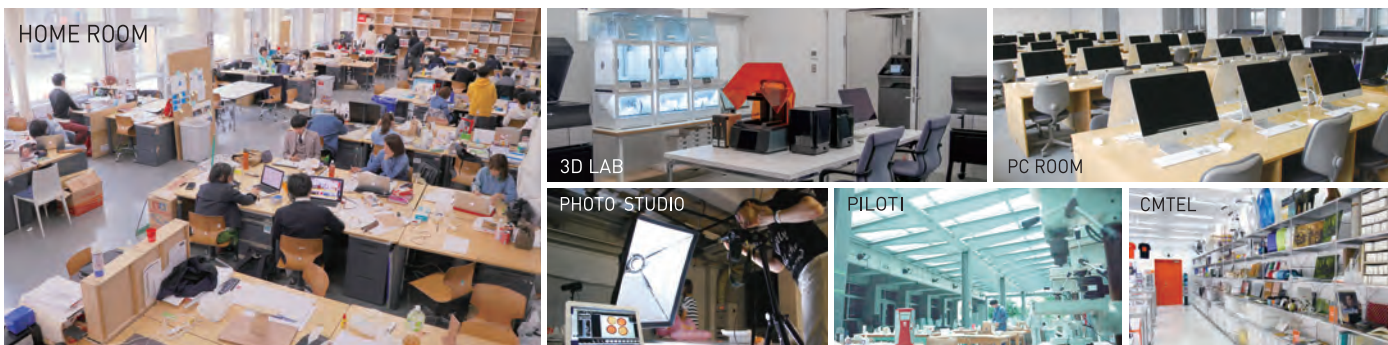 HOME ROOM
3D LAB
PC ROOM
PHOTO STUDIO
PILOTI
CMTEL